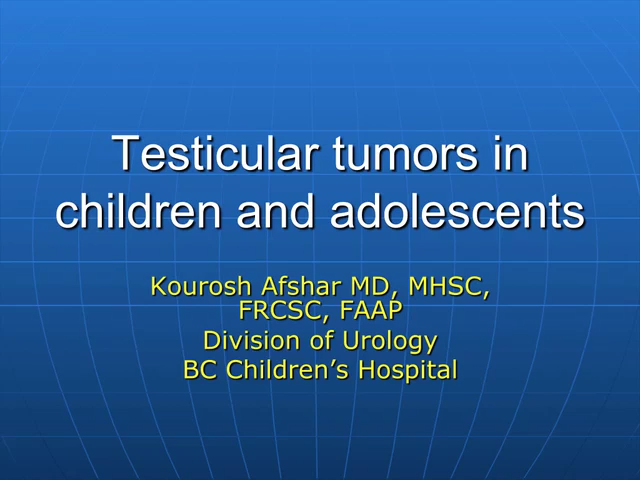 Testicular tumors in
children and adolescents
Kourosh Afshar MD, MHSC,
FRCSC, FAAP
Division of Urology
BC Children’s Hospital